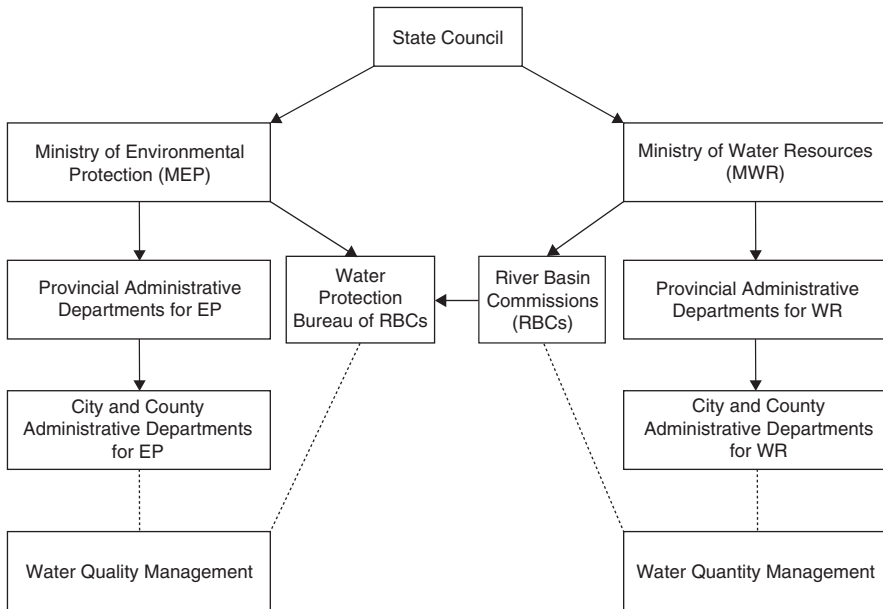 State Council
Ministry of Environmental
Protection (MEP)
Ministry of Water Resources
(MWR)
Provincial Administrative
Departments for EP
Water
Protection
Bureau of RBCs
River Basin
Commissions
(RBCs)
Provincial Administrative
Departments for WR
City and County
Administrative Departments
for EP
City and County
Administrative Departments
for WR
Water Quality Management
Water Quantity Management